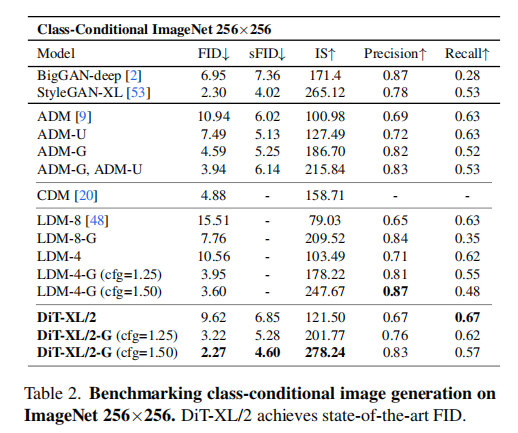 Class-Conditional ImageNet 256×256
Model FID↓ sFID↓ IS↑ Precision↑ Recall↑
BigGAN-deep [2] 6.95 7.36 171.4 0.87 0.28
StyleGAN-XL [53] 2.30 4.02 265.12 0.78 0.53
ADM [9] 10.94 6.02 100.98 0.69 0.63
ADM-U 7.49 5.13 127.49 0.72 0.63
ADM-G 4.59 5.25 186.70 0.82 0.52
ADM-G, ADM-U 3.94 6.14 215.84 0.83 0.53
CDM [20] 4.88 - 158.71 - -
LDM-8 [48] 15.51 - 79.03 0.65 0.63
LDM-8-G 7.76 - 209.52 0.84 0.35
LDM-4 10.56 - 103.49 0.71 0.62
LDM-4-G (cfg=1.25) 3.95 - 178.22 0.81 0.55
LDM-4-G (cfg=1.50) 3.60 - 247.67 0.87 0.48
DiT-XL/2 9.62 6.85 121.50 0.67 0.67
DiT-XL/2-G (cfg=1.25) 3.22 5.28 201.77 0.76 0.62
DiT-XL/2-G (cfg=1.50) 2.27 4.60 278.24 0.83 0.57
Table 2. Benchmarking class-conditional image generation on
ImageNet 256×256. DiT-XL/2 achieves state-of-the-art FID.